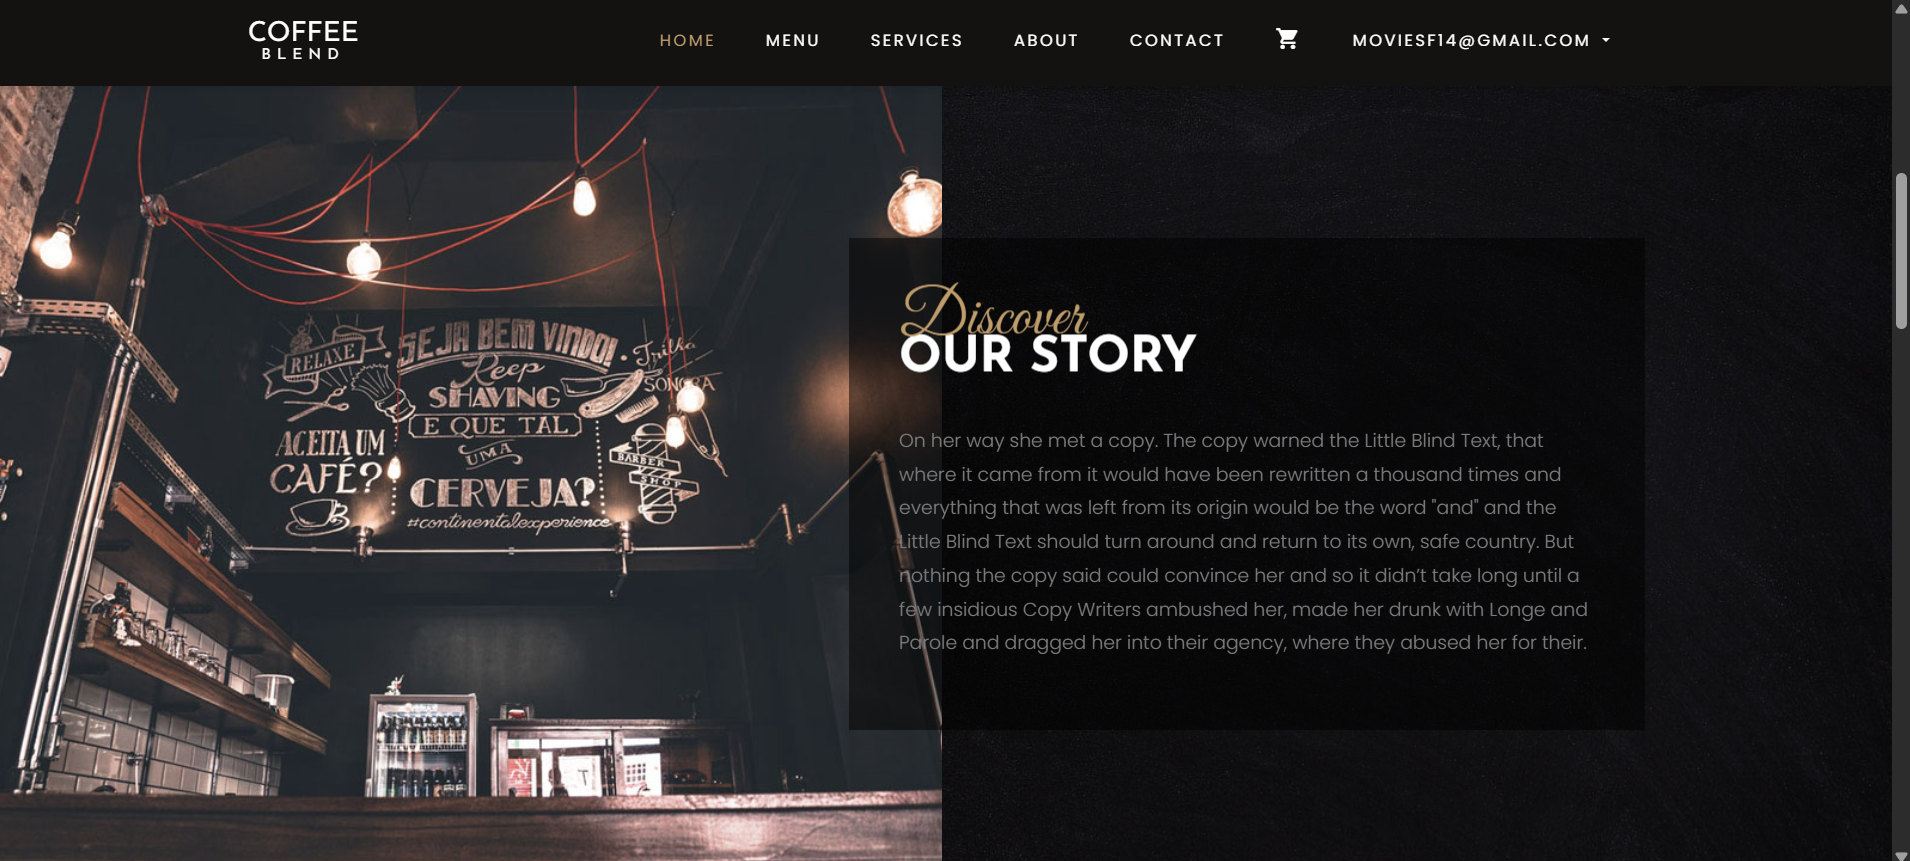 COFFEE
BLEND
HOME MENU SERVICES ABOUT CONTACT MOVIESF14@GMAIL.COM
RELAXE
SEJA BEM VINDO!
Keep
SHAVING
E QUE TAL
UMA
CERVEJA?
#continentalexperience
ACEITA UM
CAFÉ?
Trilha
SONORA
BARBER
SHOP
Discover
OUR STORY
On her way she met a copy. The copy warned the Little Blind Text, that
where it came from it would have been rewritten a thousand times and
everything that was left from its origin would be the word "and" and the
Little Blind Text should turn around and return to its own, safe country. But
nothing the copy said could convince her and so it didn’t take long until a
few insidious Copy Writers ambushed her, made her drunk with Longe and
Parole and dragged her into their agency, where they abused her for their.